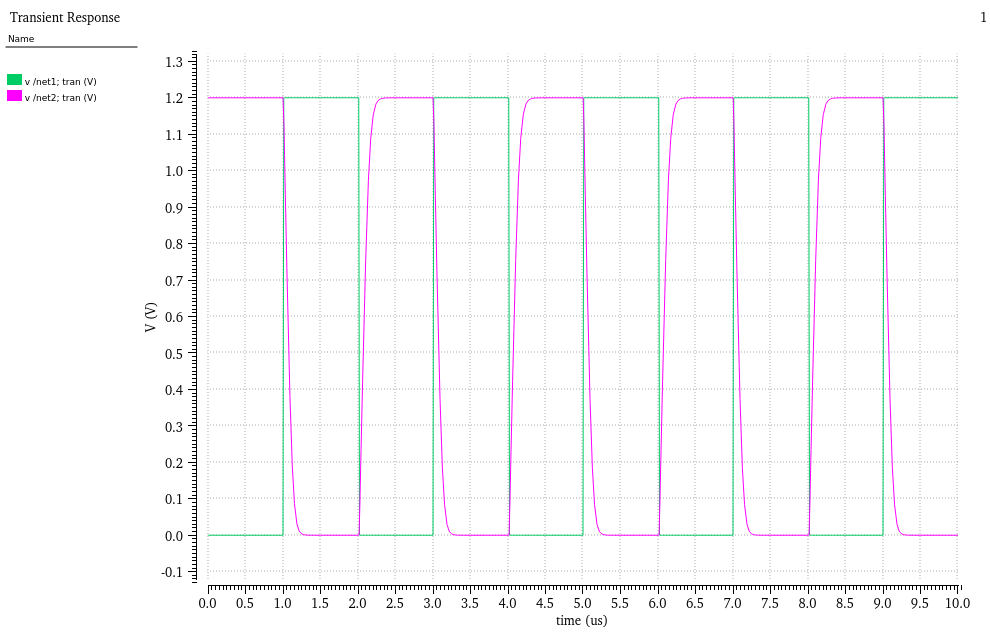 Transient Response
1
Name
v /net1; tran (V)
v /net2; tran (V)
1.3
1.2
1.1
1.0
0.9
0.8
0.7
0.6
0.5
0.4
0.3
0.2
0.1
0.0
-0.1
V (V)
0.0 0.5 1.0 1.5 2.0 2.5 3.0 3.5 4.0 4.5 5.0 5.5 6.0 6.5 7.0 7.5 8.0 8.5 9.0 9.5 10.0
time (us)